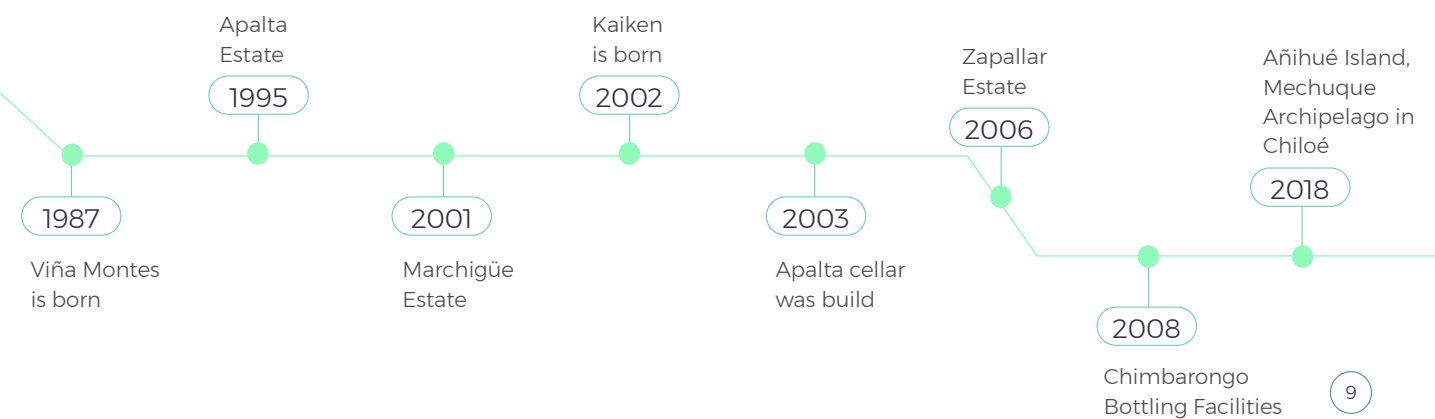 1987
Viña Montes
is born
Apalta
Estate
1995
2001
Marchigüe
Estate
Kaiken
is born
2002
2003
Apalta cellar
was build
Zapallar
Estate
2006
2008
Chimbarongo
Bottling Facilities
Añihué Island,
Mechuque
Archipelago in
Chiloé
2018
9